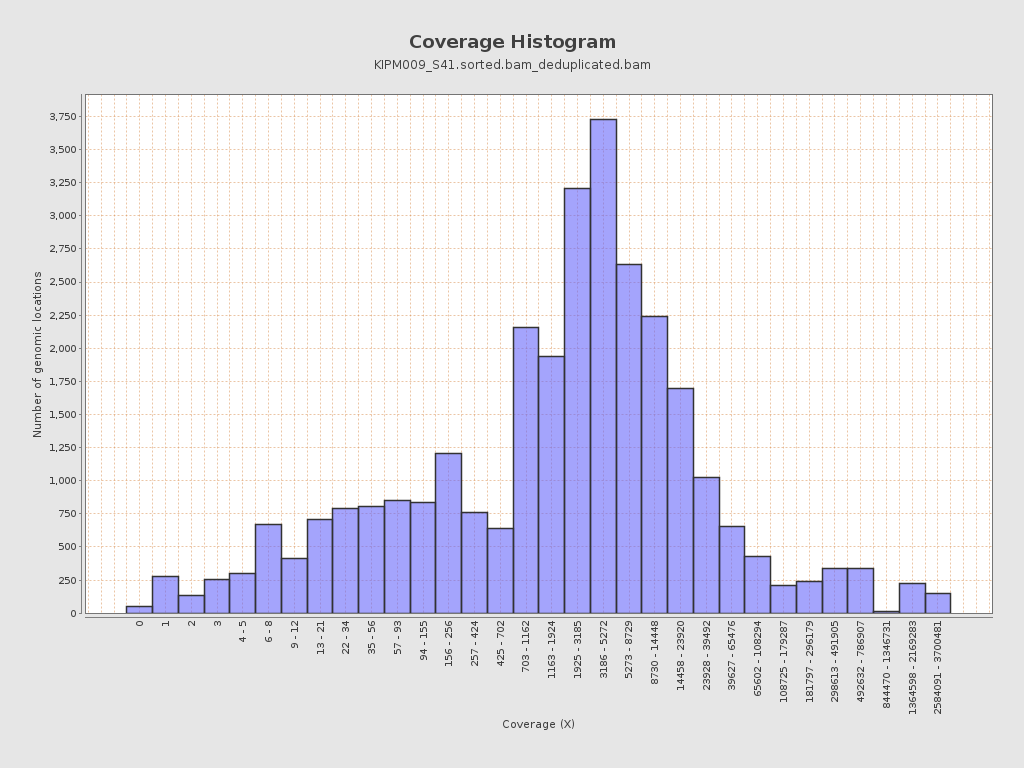 Coverage Histogram
KIPM009_S41.sorted.bam_deduplicated.bam
Number of genomic locations
3,750
3,500
3,250
3,000
2,750
2,500
2,250
2,000
1,750
1,500
1,250
1,000
750
500
250
0
0
1
2
3
4 - 5
6 - 8
9 - 12
13 - 21
22 - 34
35 - 56
57 - 93
94 - 155
156 - 256
257 - 424
425 - 702
703 - 1162
1163 - 1924
1925 - 3185
3186 - 5272
5273 - 8729
8730 - 14448
14458 - 23920
23928 - 39492
39627 - 65476
65602 - 108294
108725 - 179287
181797 - 296179
298613 - 491905
492632 - 786907
844470 - 1346731
1364598 - 2169283
2584091 - 3700481
Coverage (X)